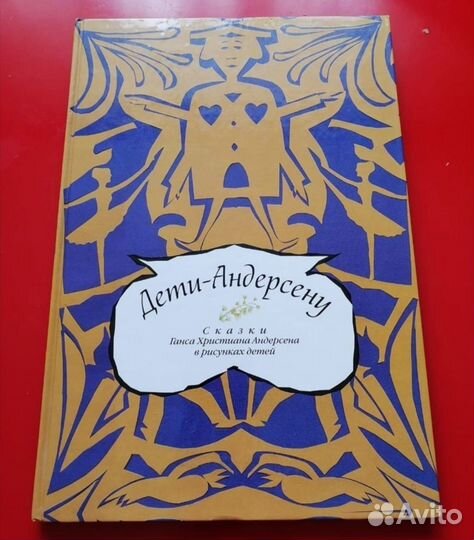 Дети-Андерсену
Сказки
Ганса Христиана Андерсена
в рисунках детей
Avito